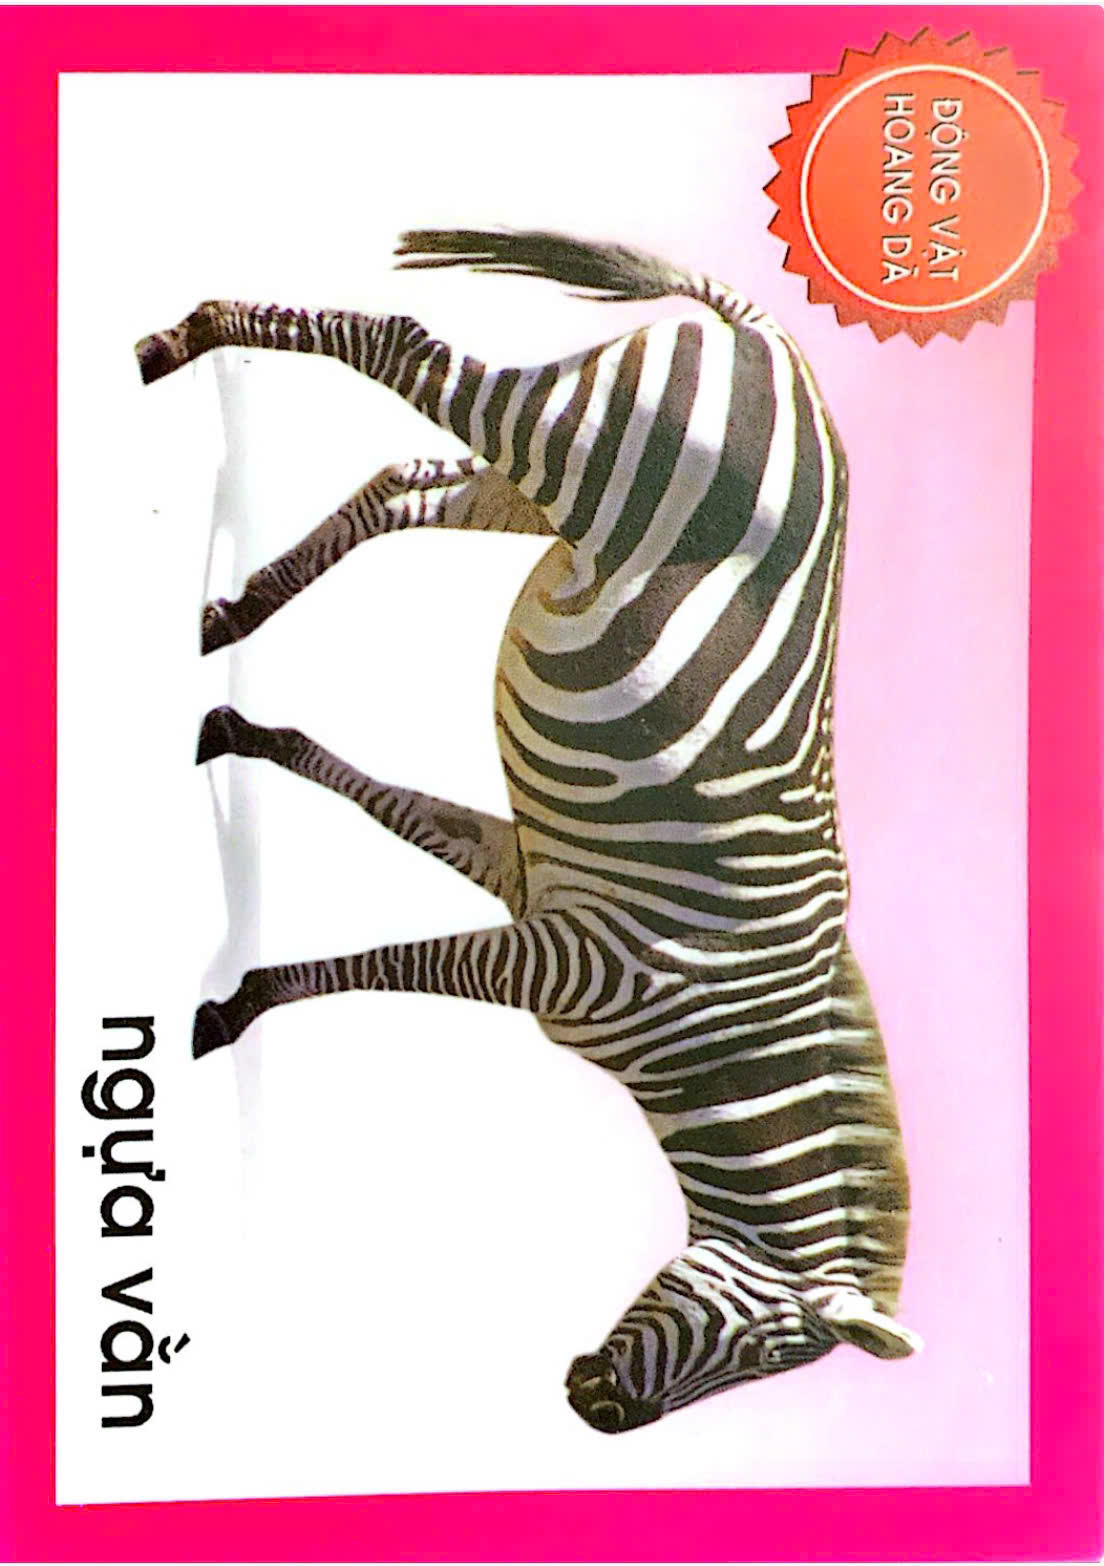 ĐỘNG VẬT
HOANG DÃ
ngựa vằn